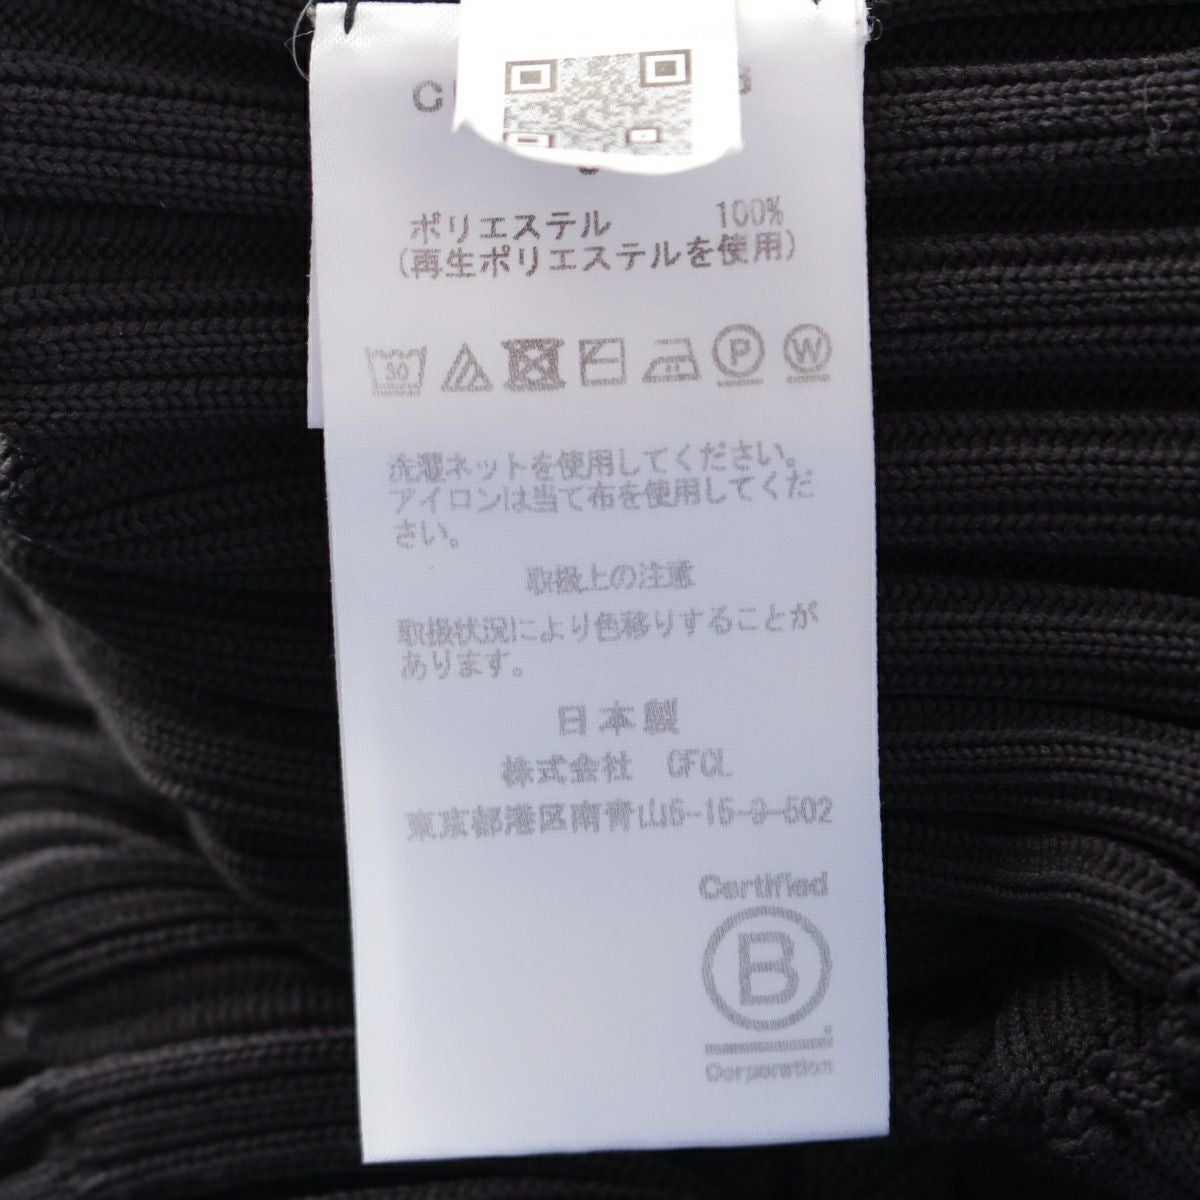 ポリエステル 100%
(再生ポリエステルを使用)
30 P W
洗濯ネットを使用してください。
アイロンは当て布を使用してくだ
さい。
取扱上の注意
取扱状況により色移りすることが
あります。
日本製
株式会社 CFCL
東京都港区南青山5-15-9-502
Certified
B
Corporation